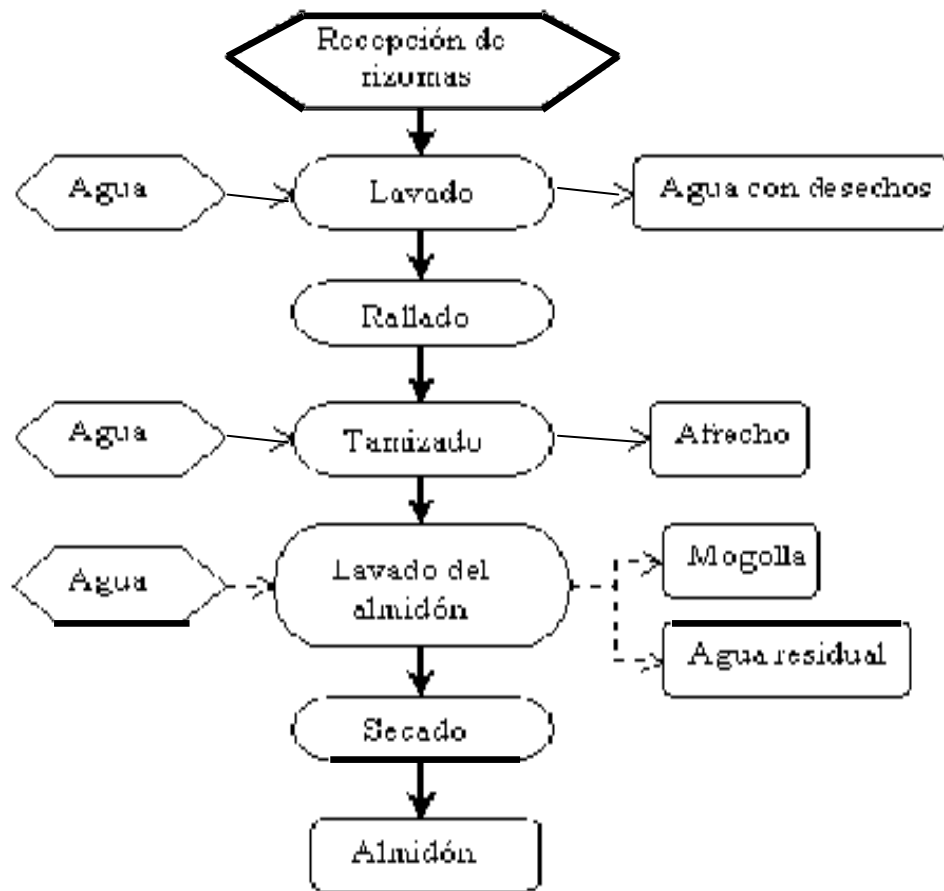 Recepción de
rizomas
Agua
Lavado
Agua con desechos
Rallado
Agua
Tamizado
Afrecho
Agua
Lavado del
almidón
Mogolla
Agua residual
Secado
Almidón